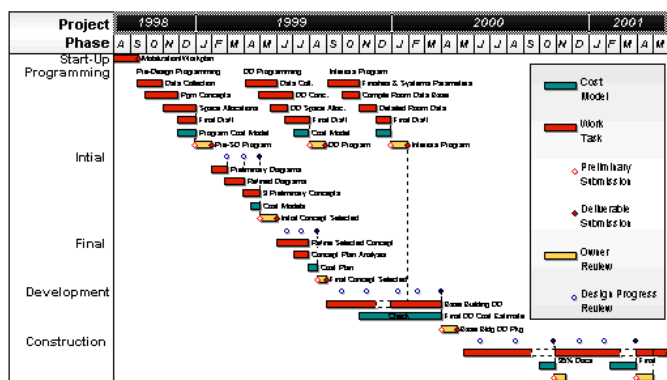 Project 1998 1999 2000 2001
Phase A S O N D J F M A M J J A S O N D J F M A M J J A S O N D J F M A M
Start-Up Mobilization/Workplan
Programming Pre-Design Programming DD Programming Interiors Program
Data Collection Data Coll. Finishes & Systems Parameters
Pgm Concepts DD Conc. Compile Room Data Base
Space Allocations DD Space Alloc. Detailed Room Data
Final Draft Final Draft Final Draft
Program Cost Model Cost Model Cost Model
Pre-SD Program DD Program Interiors Program
Intial
Preliminary Diagrams
Refined Diagrams
3 Preliminary Concepts
Cost Models
Initial Concept Selected
Final
Refine Selected Concept
Concept Plan Analysis
Cost Plan
Final Concept Selected
Development
Base Building DD
Check Final DD Cost Estimate
Base Bldg DD Pkg
Construction
95% Docs Final
Cost
Model
Work
Task
Preliminary
Submission
Deliverable
Submission
Owner
Review
Design Progress
Review